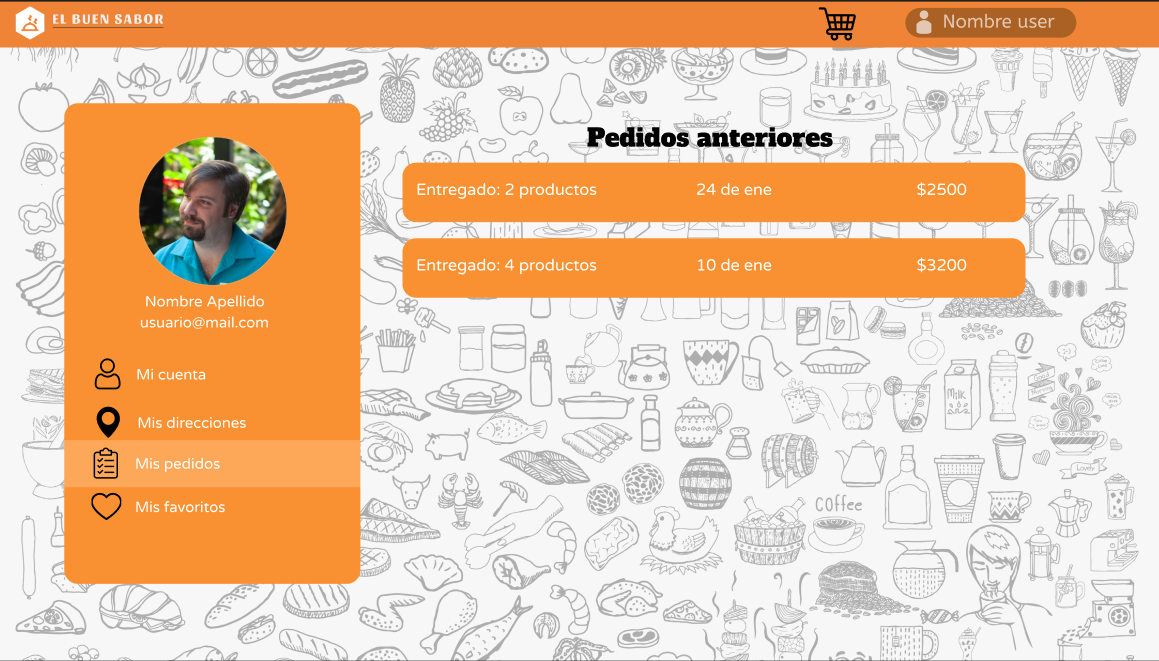 EL BUEN SABOR
Nombre user
Nombre Apellido
usuario@mail.com
Mi cuenta
Mis direcciones
Mis pedidos
Mis favoritos
Pedidos anteriores
Entregado: 2 productos 24 de ene $2500
Entregado: 4 productos 10 de ene $3200
MILK
COFFEE